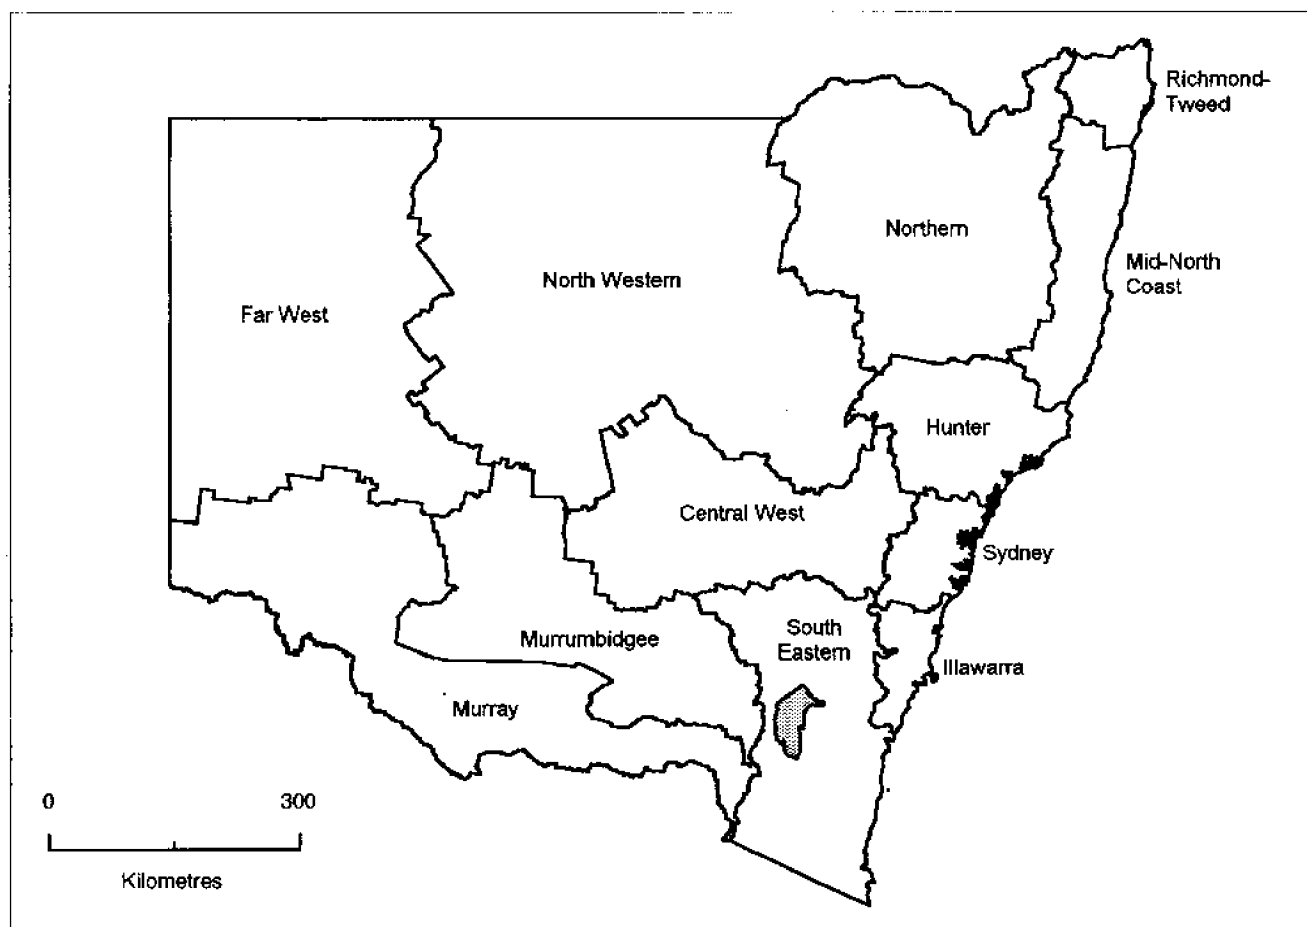 Richmond-
Tweed
Northern
Mid-North
Coast
North Western
Far West
Hunter
Central West
Sydney
South
Eastern
Murrumbidgee
Illawarra
Murray
0 300
Kilometres